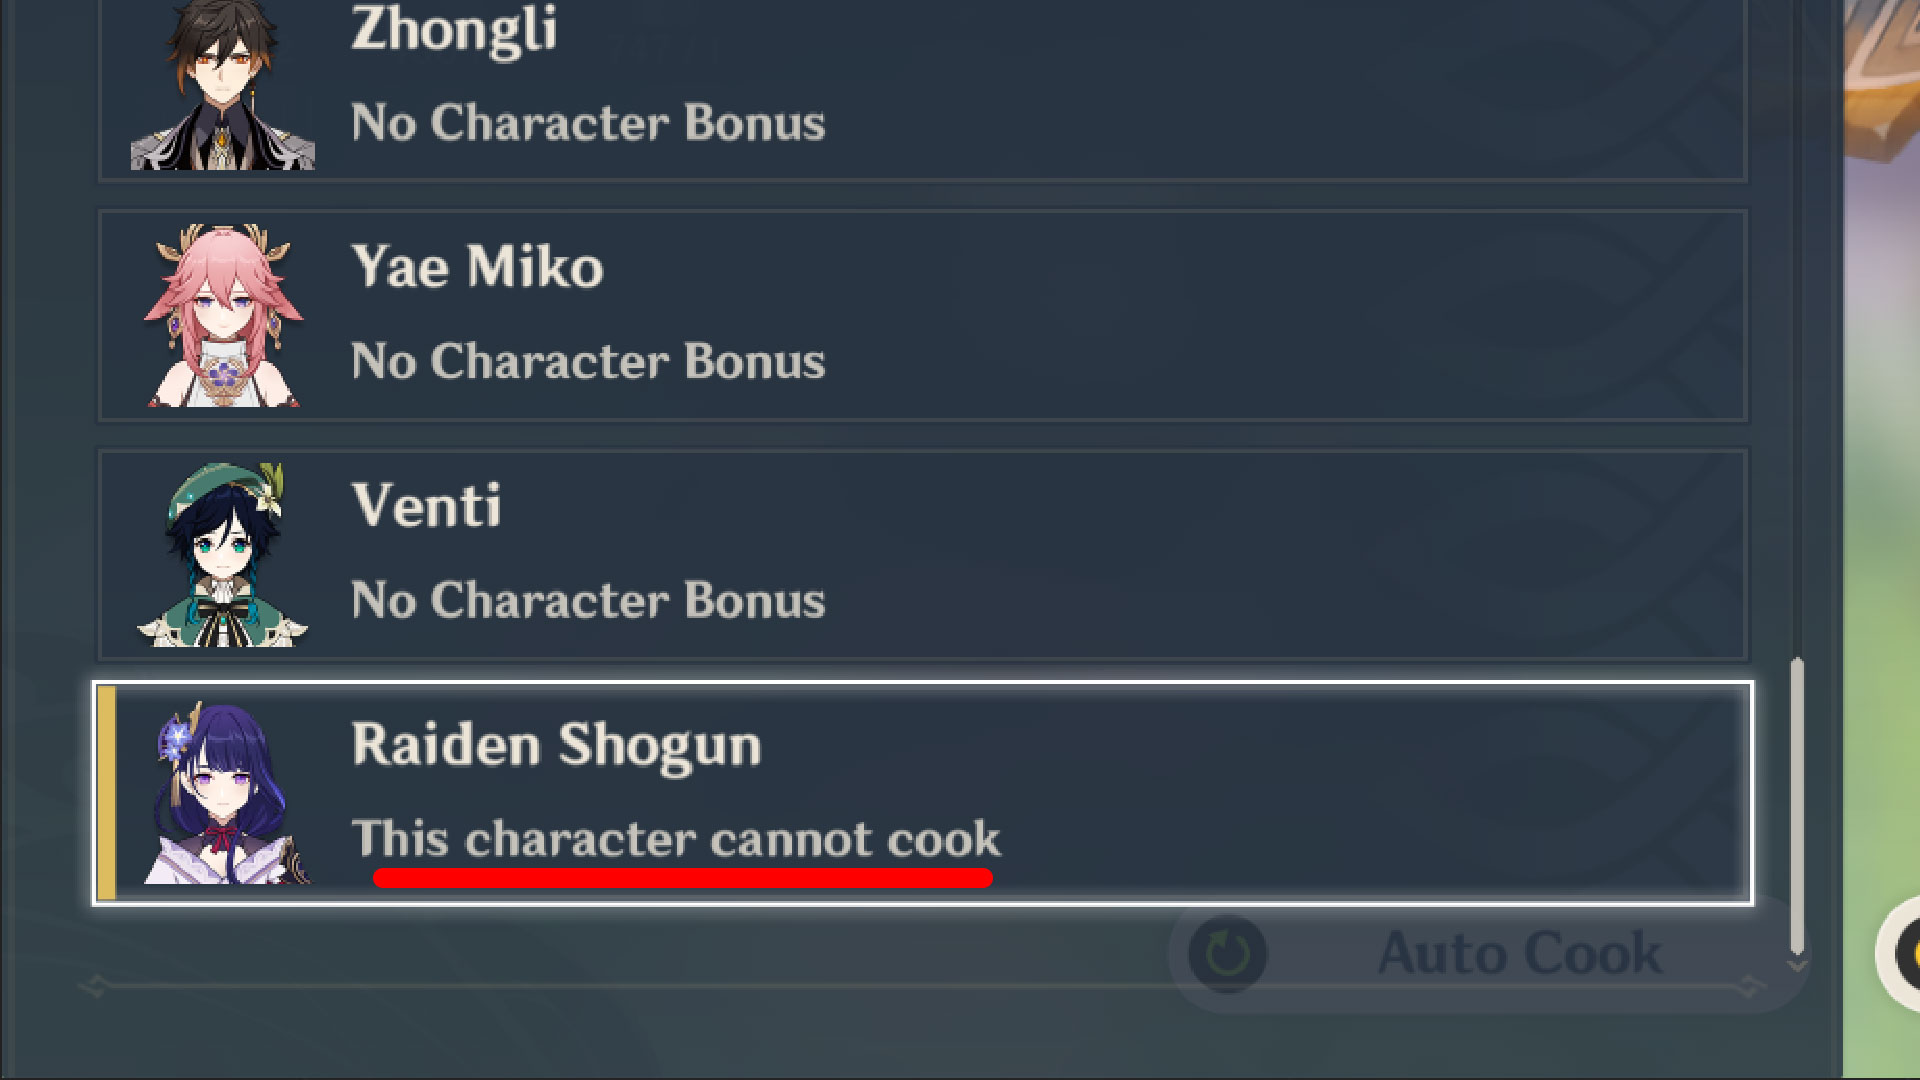 Zhongli
No Character Bonus
Yae Miko
No Character Bonus
Venti
No Character Bonus
Raiden Shogun
This character cannot cook
Auto Cook